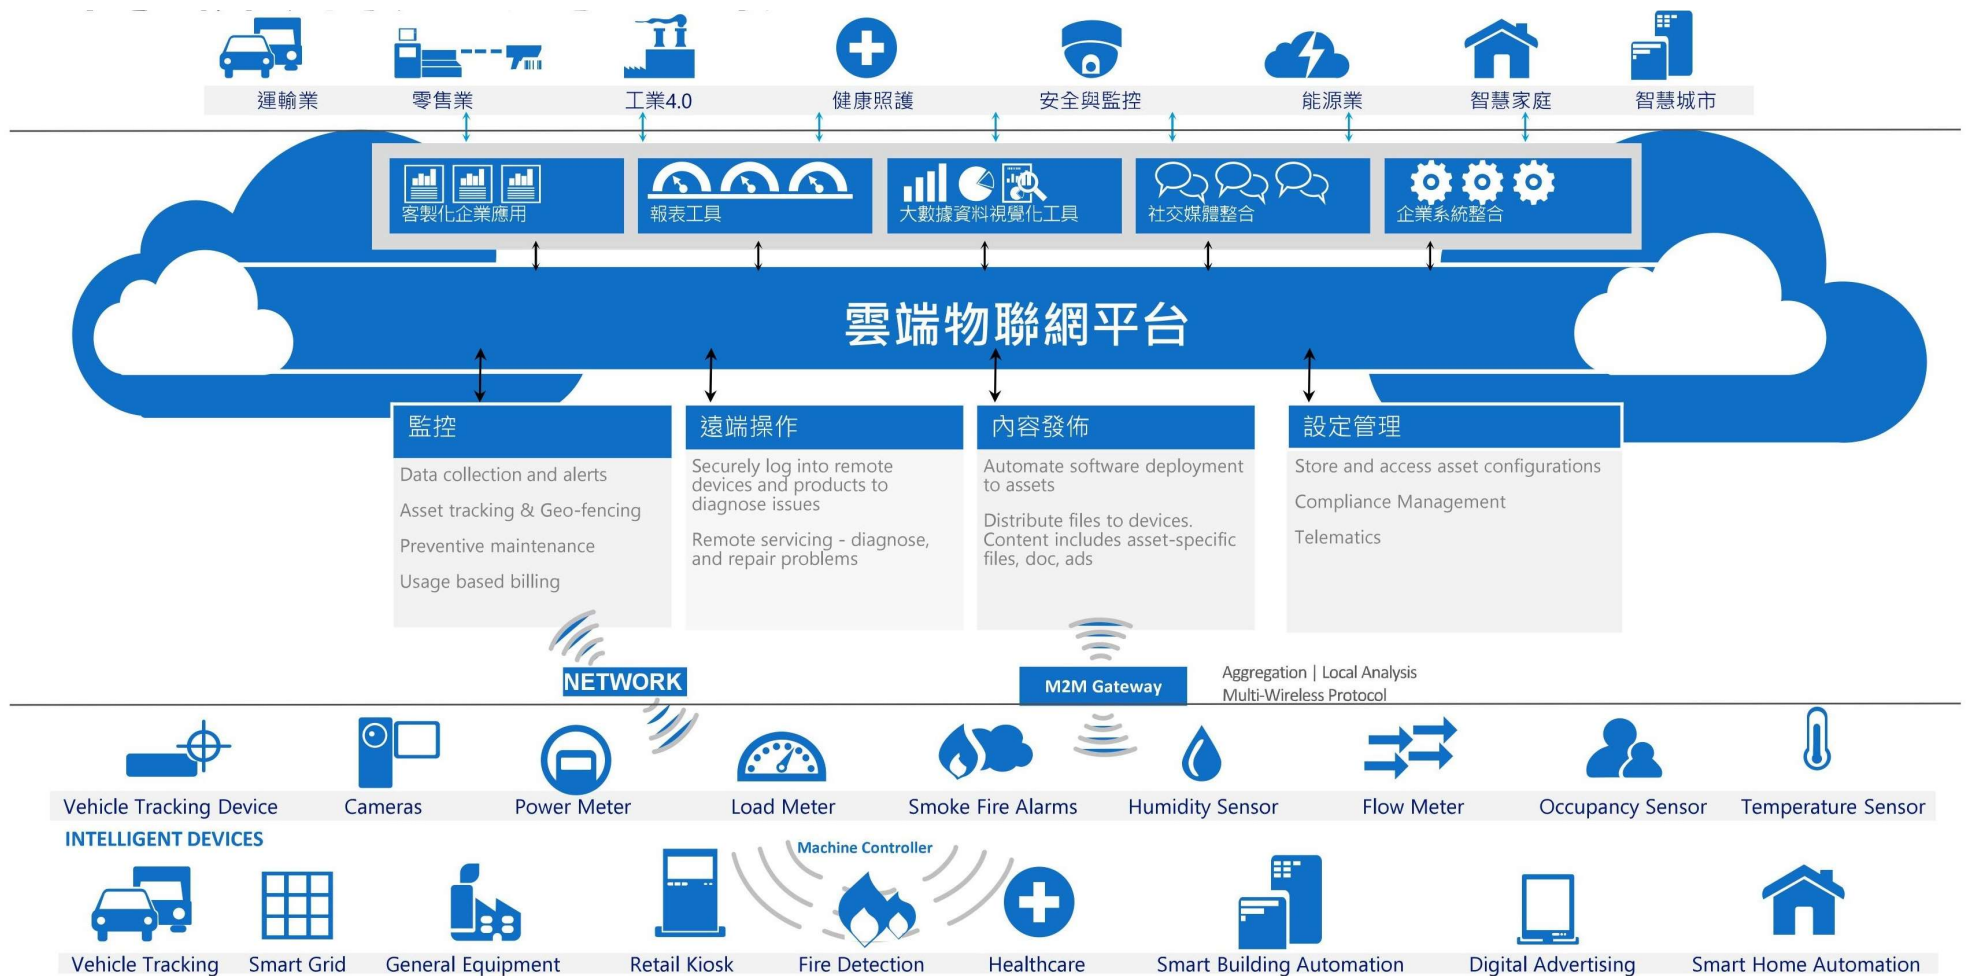 運輸業
零售業
工業4.0
健康照護
安全與監控
能源業
智慧家庭
智慧城市
客製化企業應用
報表工具
大數據資料視覺化工具
社交媒體整合
企業系統整合
雲端物聯網平台
監控
Data collection and alerts
Asset tracking & Geo-fencing
Preventive maintenance
Usage based billing
遠端操作
Securely log into remote
devices and products to
diagnose issues
Remote servicing - diagnose,
and repair problems
內容發佈
Automate software deployment
to assets
Distribute files to devices.
Content includes asset-specific
files, doc, ads
設定管理
Store and access asset configurations
Compliance Management
Telematics
NETWORK
M2M Gateway
Aggregation | Local Analysis
Multi-Wireless Protocol
Vehicle Tracking Device
Cameras
Power Meter
Load Meter
Smoke Fire Alarms
Humidity Sensor
Flow Meter
Occupancy Sensor
Temperature Sensor
INTELLIGENT DEVICES
Machine Controller
Vehicle Tracking
Smart Grid
General Equipment
Retail Kiosk
Fire Detection
Healthcare
Smart Building Automation
Digital Advertising
Smart Home Automation